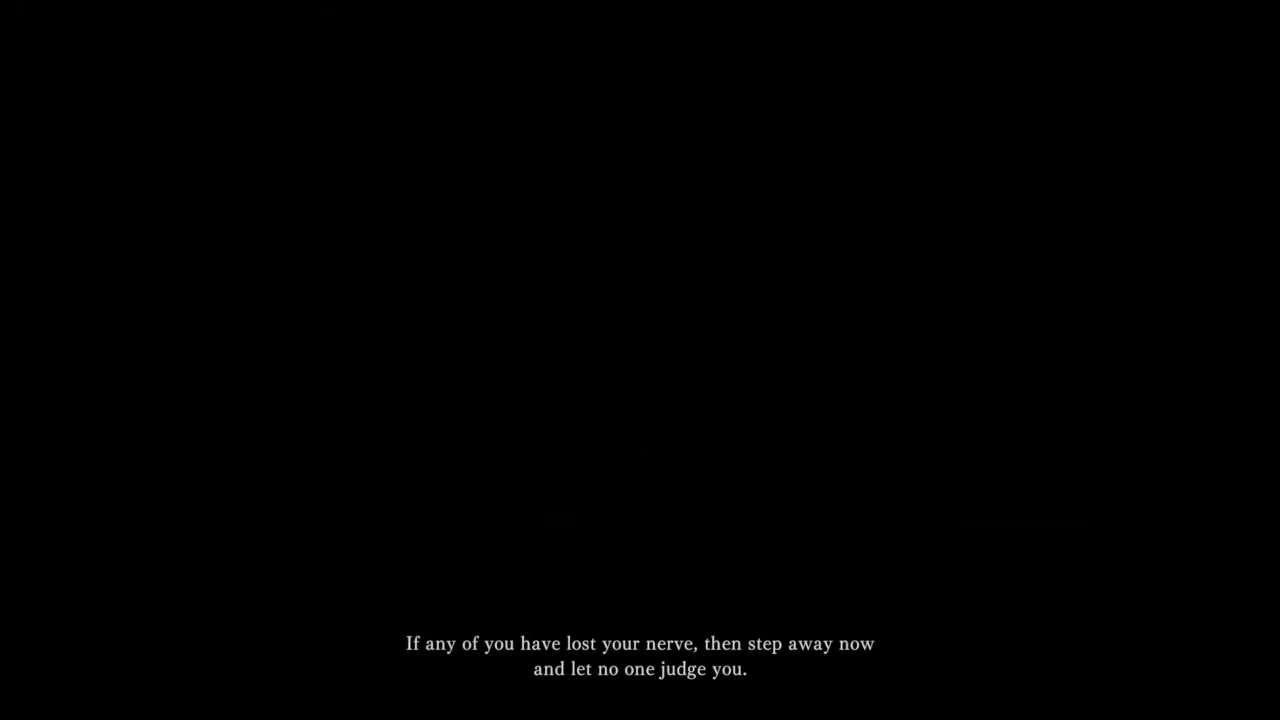 If any of you have lost your nerve, then step away now
and let no one judge you.